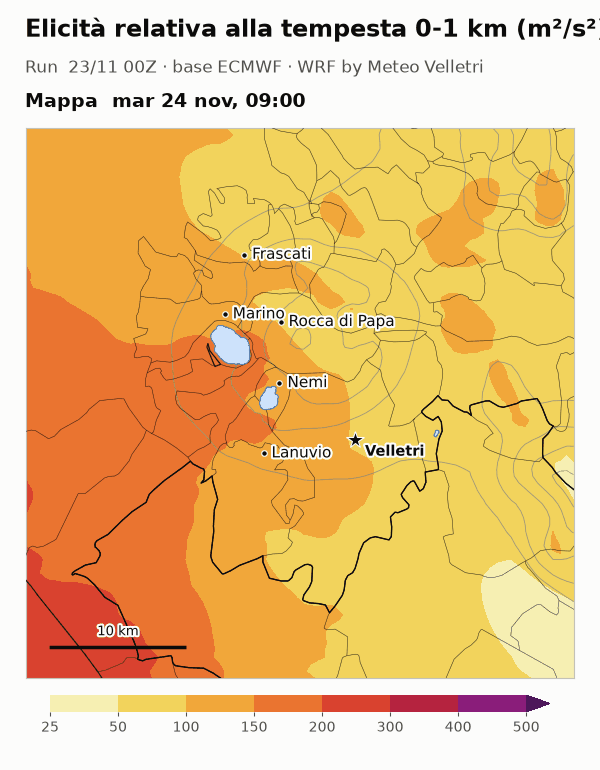 Elicità relativa alla tempesta 0-1 km (m²/s²)
Run  23/11 00Z · base ECMWF · WRF by Meteo Velletri
Mappa  mar 24 nov, 09:00
Frascati
Marino
Rocca di Papa
Nemi
Velletri
Lanuvio
10 km
25 50 100 150 200 300 400 500